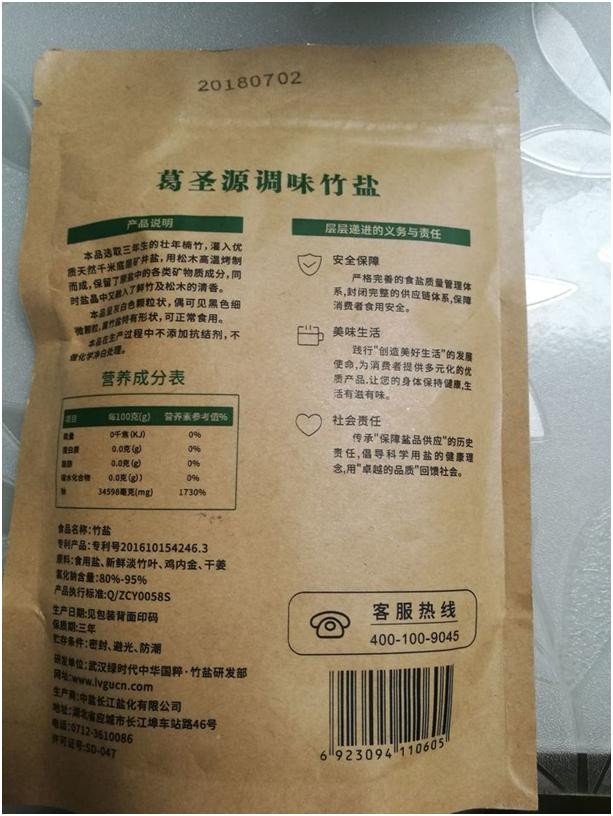 20180702
葛圣源调味竹盐
产品说明
本品选取三年生的壮年楠竹，灌入优
质天然千米底层矿井盐，用松木高温烤制
而成，保留了原盐中的各类矿物质成分，同
时盐晶中又融入了鲜竹及松木的清香。
本品呈灰白色颗粒状，偶可见黑色细
微颗粒，属竹盐特有形状，可正常食用。
本品在生产过程中不添加抗结剂，不
做化学净白处理。
营养成分表
项目 每100克(g) 营养素参考值%
能量 0千焦(KJ) 0%
蛋白质 0.0克(g) 0%
脂肪 0.0克(g) 0%
碳水化合物 0.0克(g)) 0%
钠 34598毫克(mg) 1730%
食品名称:竹盐
专利产品:专利号201610154246.3
原料:食用盐、新鲜淡竹叶、鸡内金、干姜
氯化钠含量:80%-95%
产品执行标准:Q/ZCY0058S
生产日期:见包装背面印码
保质期:三年
贮存条件:密封、避光、防潮
研发单位:武汉绿时代中华国粹·竹盐研发部
网址:www.lvgucn.com
生产商:中盐长江盐化有限公司
地址:湖北省应城市长江埠车站路46号
电话:0712-3610086
许可证号:SD-047
层层递进的义务与责任
安全保障
严格完善的食盐质量管理体
系,封闭完整的供应链体系,保障
消费者食用安全。
美味生活
践行"创造美好生活"的发展
使命,为消费者提供多元化的优
质产品,让您的身体保持健康,生
活有滋有味。
社会责任
传承"保障盐品供应"的历史
责任,倡导科学用盐的健康理
念,用"卓越的品质"回馈社会。
客服热线
400-100-9045
6 923094 110605